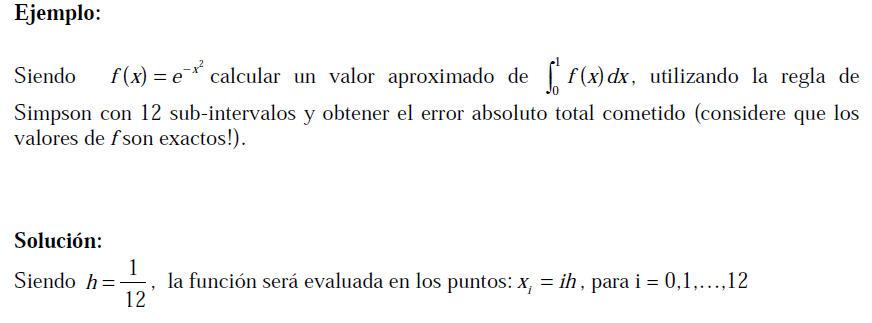 Ejemplo:
Siendo f(x) = e^{-x^2} calcular un valor aproximado de ∫_0^1 f(x) dx, utilizando la regla de
Simpson con 12 sub-intervalos y obtener el error absoluto total cometido (considere que los
valores de f son exactos!).
Solución:
Siendo h = 1/12, la función será evaluada en los puntos: x_i = ih, para i = 0,1,…,12